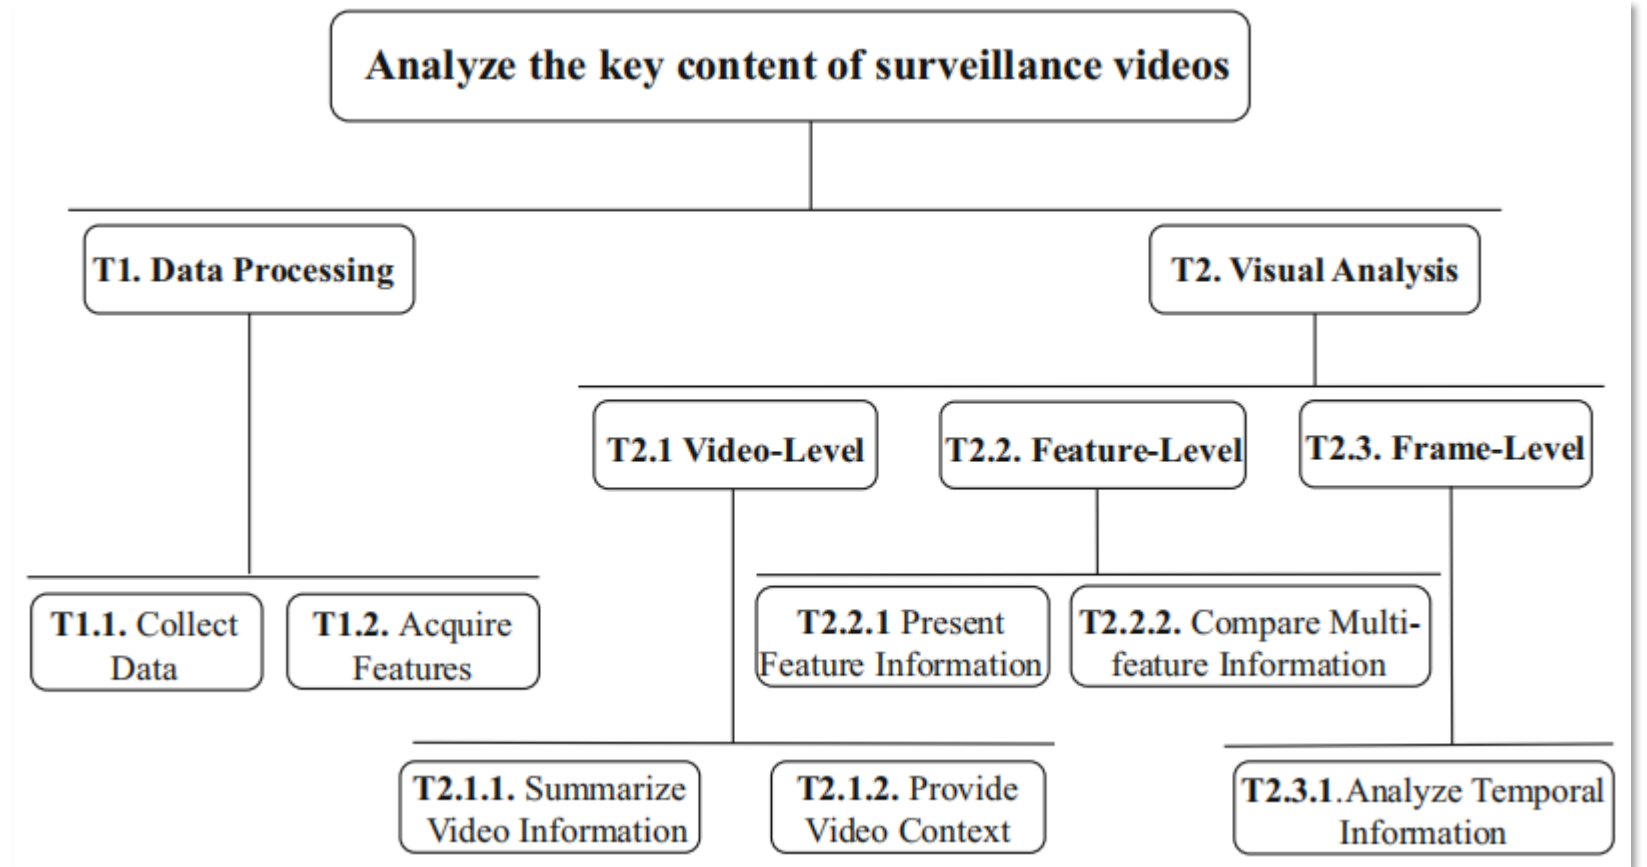 Analyze the key content of surveillance videos
T1. Data Processing
T2. Visual Analysis
T2.1 Video-Level
T2.2. Feature-Level
T2.3. Frame-Level
T1.1. Collect
Data
T1.2. Acquire
Features
T2.2.1 Present
Feature Information
T2.2.2. Compare Multi-
feature Information
T2.1.1. Summarize
Video Information
T2.1.2. Provide
Video Context
T2.3.1.Analyze Temporal
Information